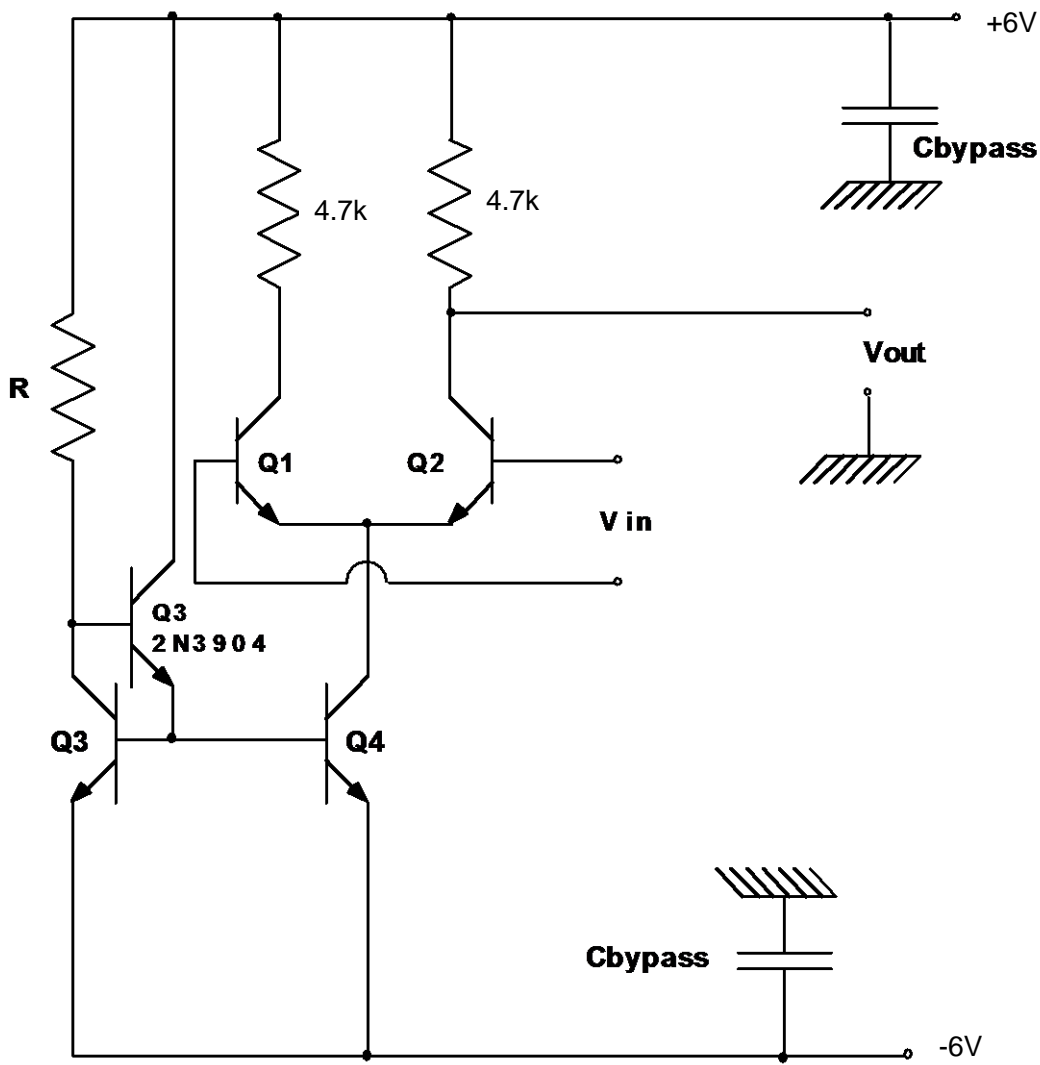 +6V
Cbypass
4.7k
4.7k
Vout
R
Q1
Q2
V in
Q3
2N3904
Q3
Q4
Cbypass
-6V